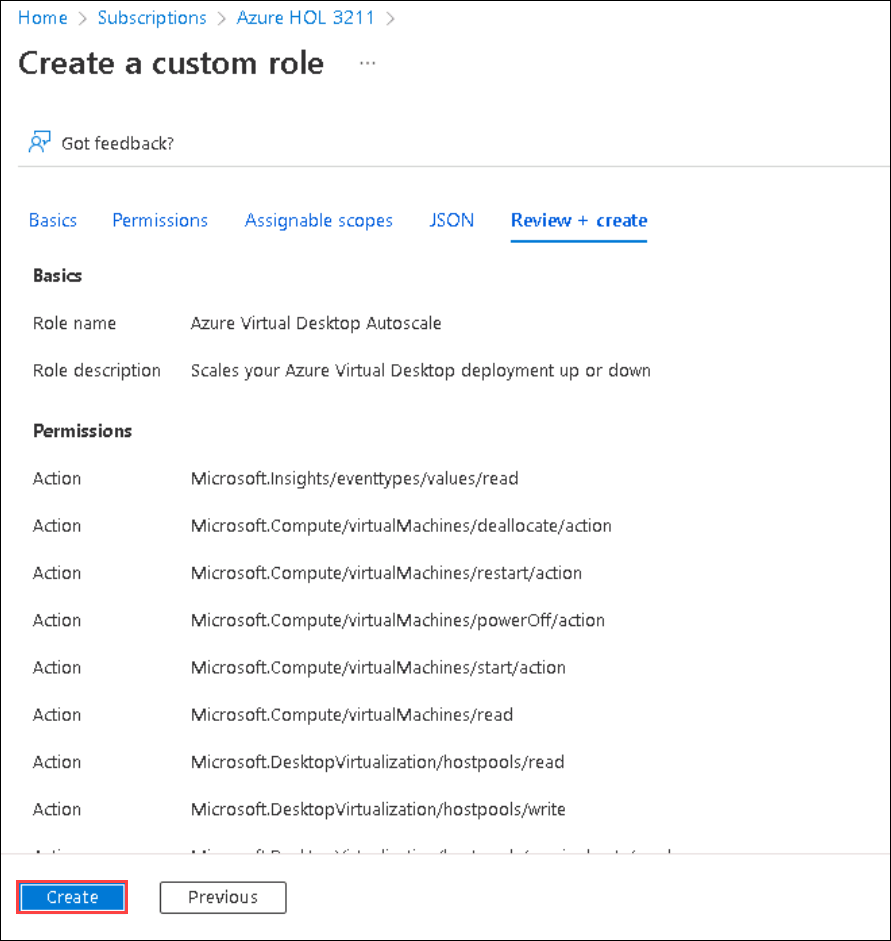 Home > Subscriptions > Azure HOL 3211 >
Create a custom role ...
Got feedback?
Basics Permissions Assignable scopes JSON Review + create
Basics
Role name Azure Virtual Desktop Autoscale
Role description Scales your Azure Virtual Desktop deployment up or down
Permissions
Action Microsoft.Insights/eventtypes/values/read
Action Microsoft.Compute/virtualMachines/deallocate/action
Action Microsoft.Compute/virtualMachines/restart/action
Action Microsoft.Compute/virtualMachines/powerOff/action
Action Microsoft.Compute/virtualMachines/start/action
Action Microsoft.Compute/virtualMachines/read
Action Microsoft.DesktopVirtualization/hostpools/read
Action Microsoft.DesktopVirtualization/hostpools/write
Create Previous